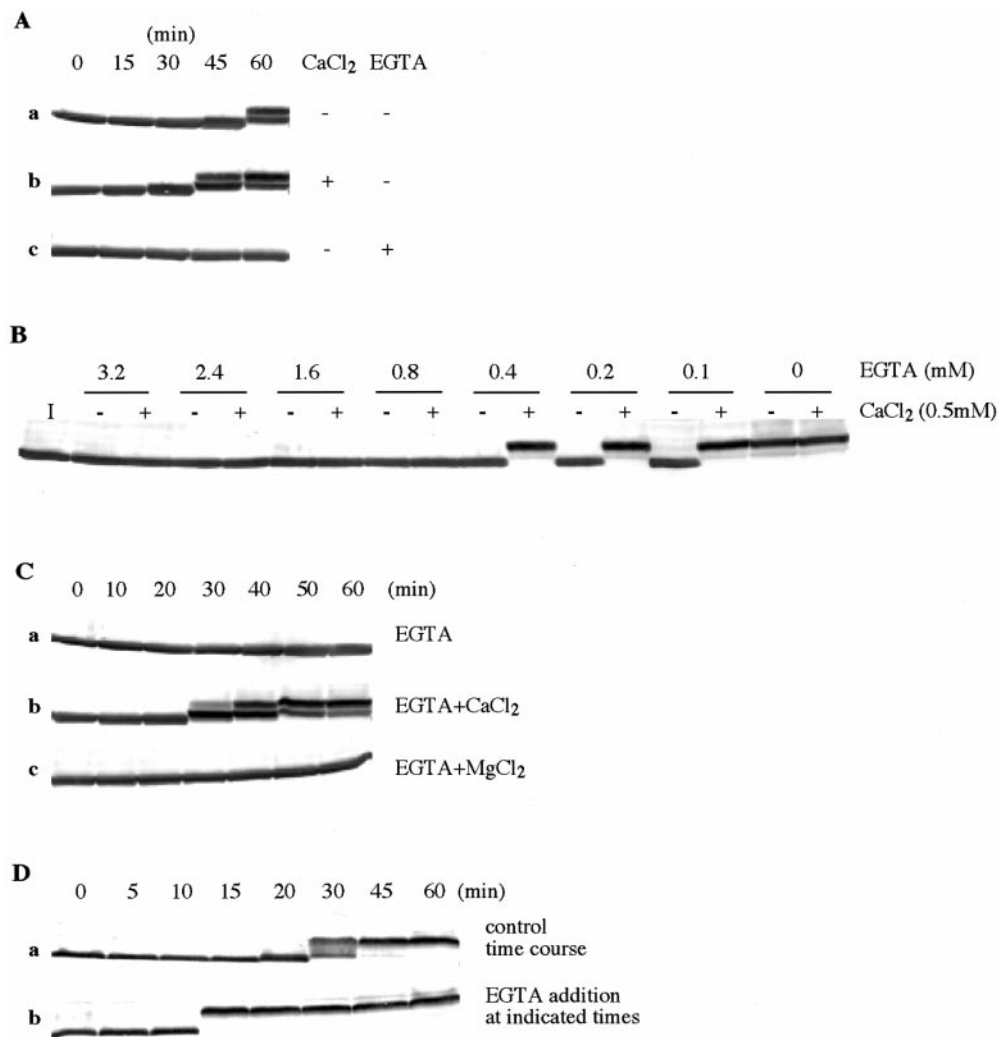 A
(min)
0 15 30 45 60 CaCl2 EGTA
a - -
b + -
c - +
B
3.2 2.4 1.6 0.8 0.4 0.2 0.1 0 EGTA (mM)
I - + - + - + - + - + - + - + - + CaCl2 (0.5mM)
C
0 10 20 30 40 50 60 (min)
a EGTA
b EGTA+CaCl2
c EGTA+MgCl2
D
0 5 10 15 20 30 45 60 (min)
control
a time course
EGTA addition
b at indicated times